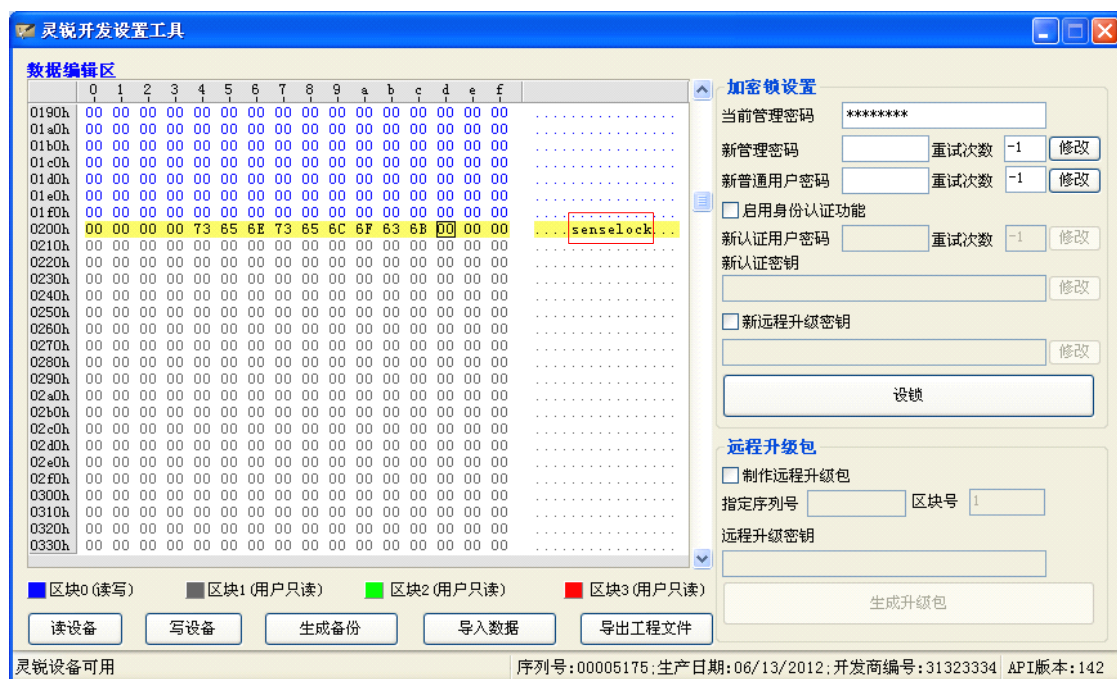 灵锐开发设置工具
数据编辑区
0 1 2 3 4 5 6 7 8 9 a b c d e f
0190h 00 00 00 00 00 00 00 00 00 00 00 00 00 00 00 00 ................
01a0h 00 00 00 00 00 00 00 00 00 00 00 00 00 00 00 00 ................
01b0h 00 00 00 00 00 00 00 00 00 00 00 00 00 00 00 00 ................
01c0h 00 00 00 00 00 00 00 00 00 00 00 00 00 00 00 00 ................
01d0h 00 00 00 00 00 00 00 00 00 00 00 00 00 00 00 00 ................
01e0h 00 00 00 00 00 00 00 00 00 00 00 00 00 00 00 00 ................
01f0h 00 00 00 00 00 00 00 00 00 00 00 00 00 00 00 00 ................
0200h 00 00 00 00 73 65 6E 73 65 6C 6F 63 6B 00 00 00 ....senselock...
0210h 00 00 00 00 00 00 00 00 00 00 00 00 00 00 00 00 ................
0220h 00 00 00 00 00 00 00 00 00 00 00 00 00 00 00 00 ................
0230h 00 00 00 00 00 00 00 00 00 00 00 00 00 00 00 00 ................
0240h 00 00 00 00 00 00 00 00 00 00 00 00 00 00 00 00 ................
0250h 00 00 00 00 00 00 00 00 00 00 00 00 00 00 00 00 ................
0260h 00 00 00 00 00 00 00 00 00 00 00 00 00 00 00 00 ................
0270h 00 00 00 00 00 00 00 00 00 00 00 00 00 00 00 00 ................
0280h 00 00 00 00 00 00 00 00 00 00 00 00 00 00 00 00 ................
0290h 00 00 00 00 00 00 00 00 00 00 00 00 00 00 00 00 ................
02a0h 00 00 00 00 00 00 00 00 00 00 00 00 00 00 00 00 ................
02b0h 00 00 00 00 00 00 00 00 00 00 00 00 00 00 00 00 ................
02c0h 00 00 00 00 00 00 00 00 00 00 00 00 00 00 00 00 ................
02d0h 00 00 00 00 00 00 00 00 00 00 00 00 00 00 00 00 ................
02e0h 00 00 00 00 00 00 00 00 00 00 00 00 00 00 00 00 ................
02f0h 00 00 00 00 00 00 00 00 00 00 00 00 00 00 00 00 ................
0300h 00 00 00 00 00 00 00 00 00 00 00 00 00 00 00 00 ................
0310h 00 00 00 00 00 00 00 00 00 00 00 00 00 00 00 00 ................
0320h 00 00 00 00 00 00 00 00 00 00 00 00 00 00 00 00 ................
0330h 00 00 00 00 00 00 00 00 00 00 00 00 00 00 00 00 ................
区块0(读写) 区块1(用户只读) 区块2(用户只读) 区块3(用户只读)
读设备 写设备 生成备份 导入数据 导出工程文件
加密锁设置
当前管理密码 ********
新管理密码 重试次数 -1 修改
新普通用户密码 重试次数 -1 修改
启用身份认证功能
新认证用户密码 重试次数 -1 修改
新认证密钥
修改
新远程升级密钥
修改
设锁
远程升级包
制作远程升级包
指定序列号 区块号 1
远程升级密钥
生成升级包
灵锐设备可用 序列号:00005175;生产日期:06/13/2012;开发商编号:31323334 API版本:142